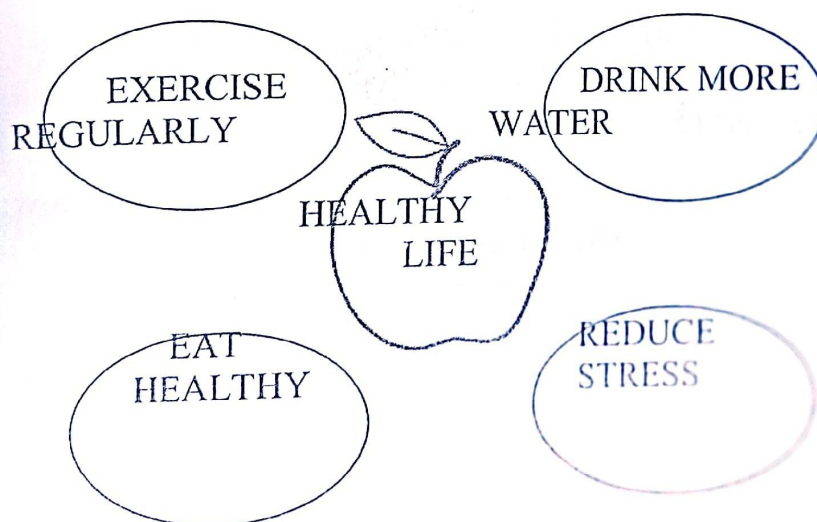 EXERCISE
REGULARLY
DRINK MORE
WATER
HEALTHY
LIFE
EAT
HEALTHY
REDUCE
STRESS